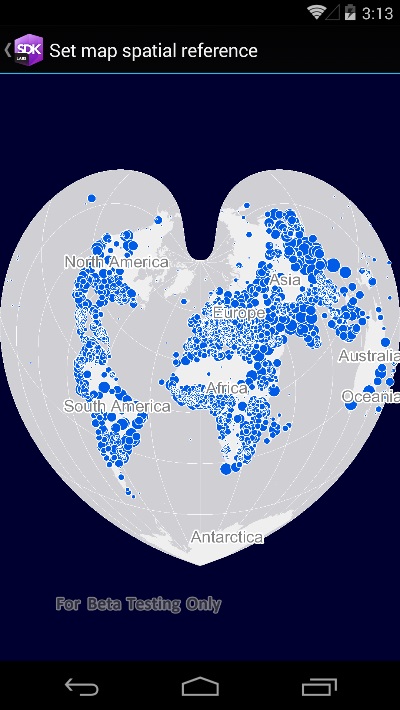 3:13
SDK
LABS
Set map spatial reference
North America
Asia
Europe
Australia
Africa
Oceania
South America
Antarctica
For Beta Testing Only